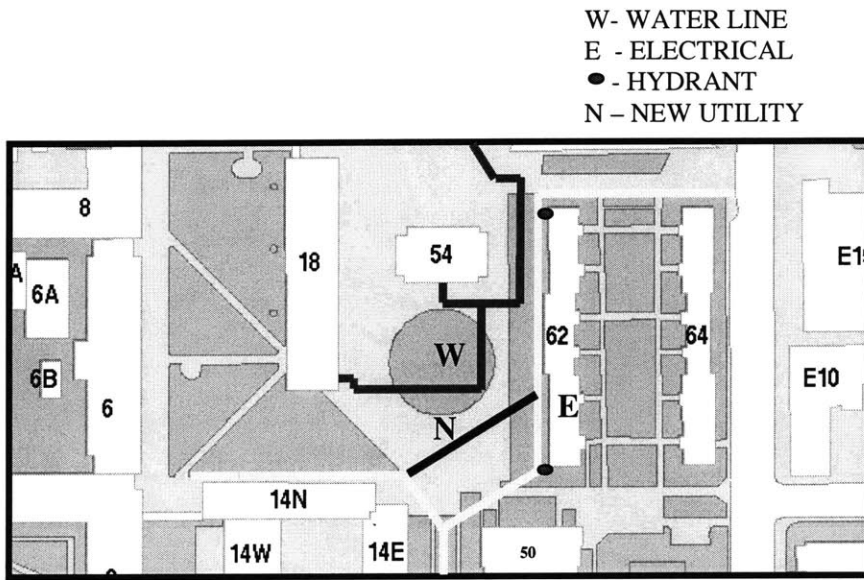 W- WATER LINE
E - ELECTRICAL
● - HYDRANT
N – NEW UTILITY
8
18
54
6A
62
64
6B
W
E10
6
N
E
14N
14W
14E
50